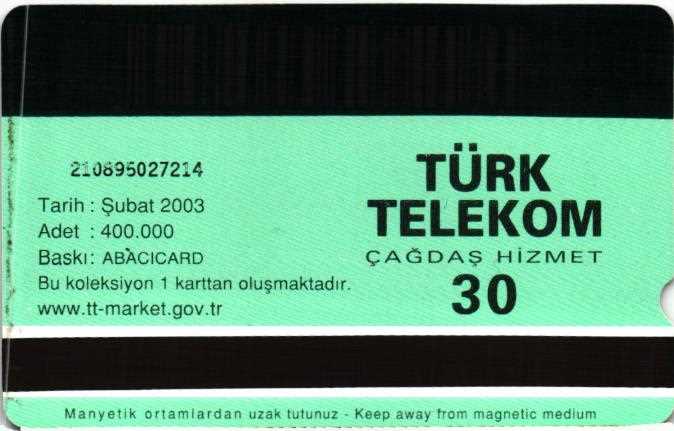 210895027214
Tarih : Şubat 2003
Adet : 400.000
Baskı: ABACICARD
Bu koleksiyon 1 karttan oluşmaktadır.
www.tt-market.gov.tr
TÜRK
TELEKOM
ÇAĞDAŞ HİZMET
30
Manyetik ortamlardan uzak tutunuz - Keep away from magnetic medium